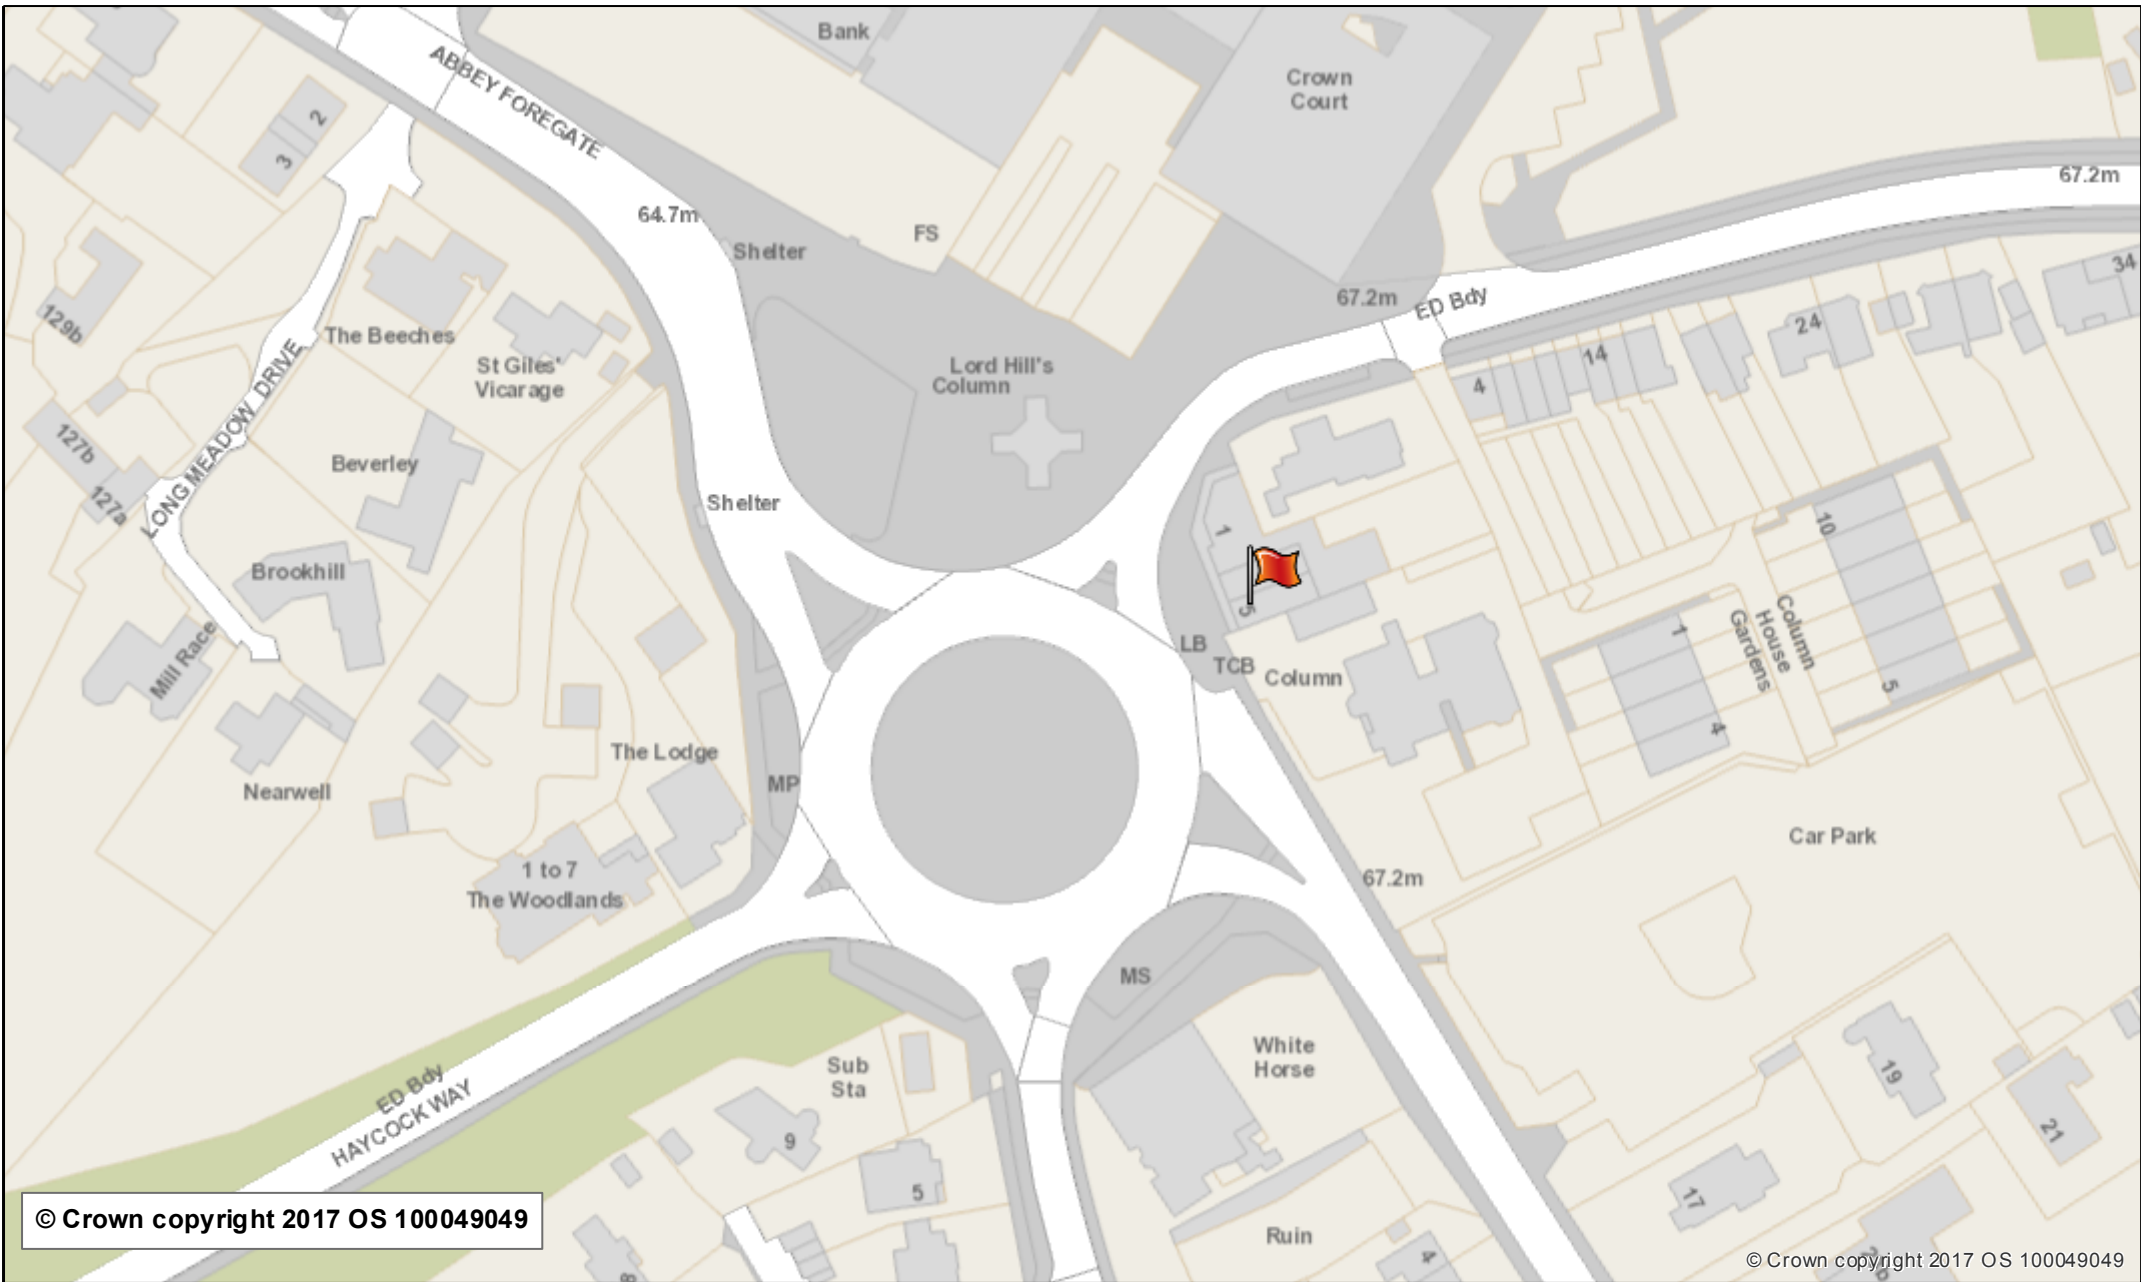 Bank
Crown
Court
ABBEY FOREGATE
2
3
67.2m
64.7m
FS
Shelter
34
67.2m
ED Bdy
129b
The Beeches
24
14
4
St Giles'
Vicarage
Lord Hill's
Column
LONG MEADOW DRIVE
127b
127a
Beverley
Shelter
1
10
Brookhill
5
LB
TCB
Column
1
Column
House
Gardens
Mill Race
5
4
The Lodge
MP
Nearwell
Car Park
1 to 7
The Woodlands
67.2m
MS
White
Horse
Sub
Sta
19
ED Bdy
HAYCOCK WAY
9
21
5
17
Ruin
4
8
© Crown copyright 2017 OS 100049049
© Crown copyright 2017 OS 100049049